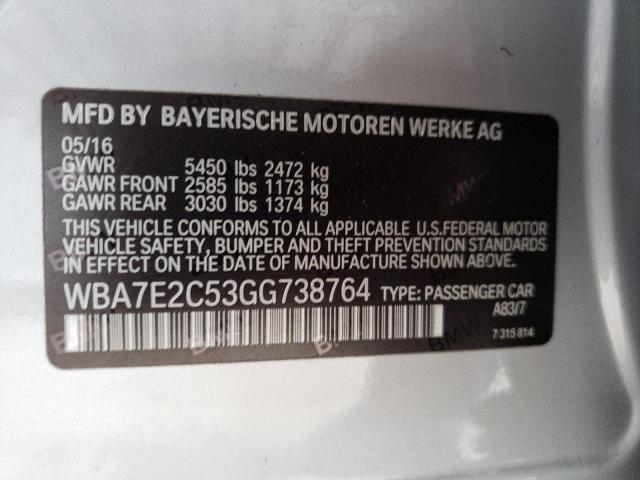 MFD BY BAYERISCHE MOTOREN WERKE AG
05/16
GVWR 5450 lbs 2472 kg
GAWR FRONT 2585 lbs 1173 kg
GAWR REAR 3030 lbs 1374 kg
THIS VEHICLE CONFORMS TO ALL APPLICABLE U.S.FEDERAL MOTOR
VEHICLE SAFETY, BUMPER AND THEFT PREVENTION STANDARDS
IN EFFECT ON THE DATE OF MANUFACTURE SHOWN ABOVE.
WBA7E2C53GG738764 TYPE: PASSENGER CAR
A83/7
7 315 814